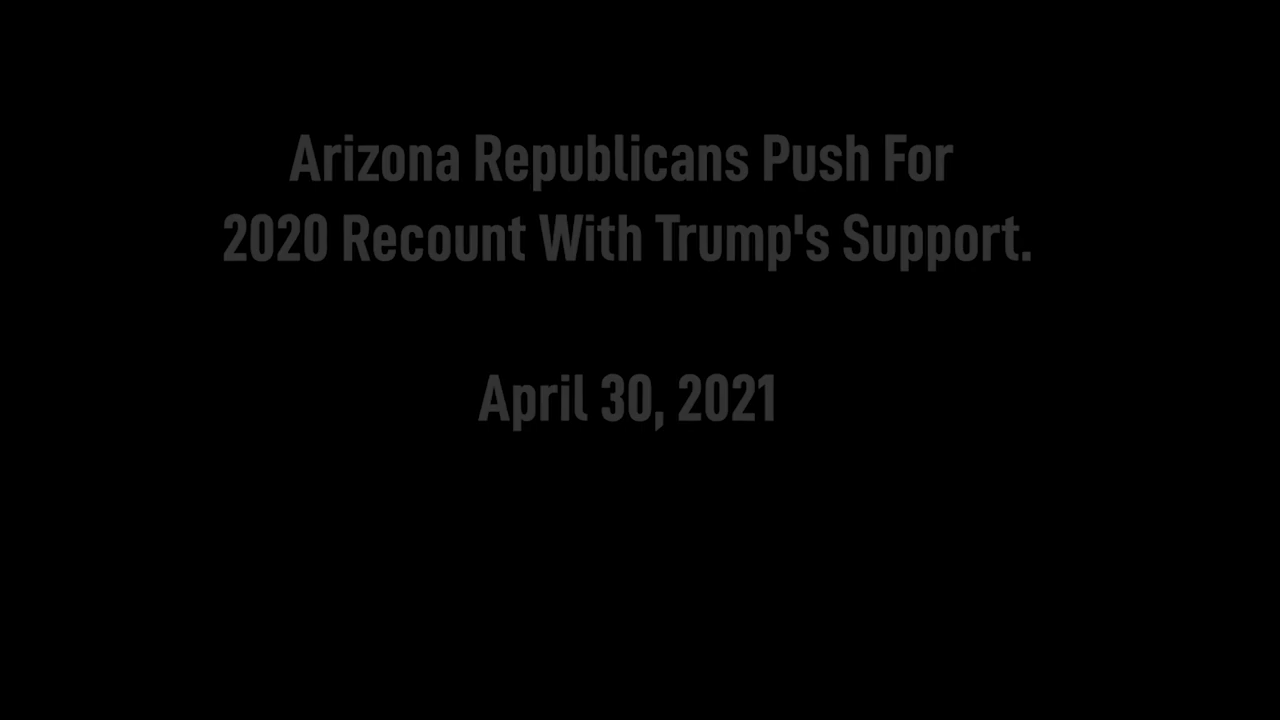 Arizona Republicans Push For
2020 Recount With Trump's Support.
April 30, 2021